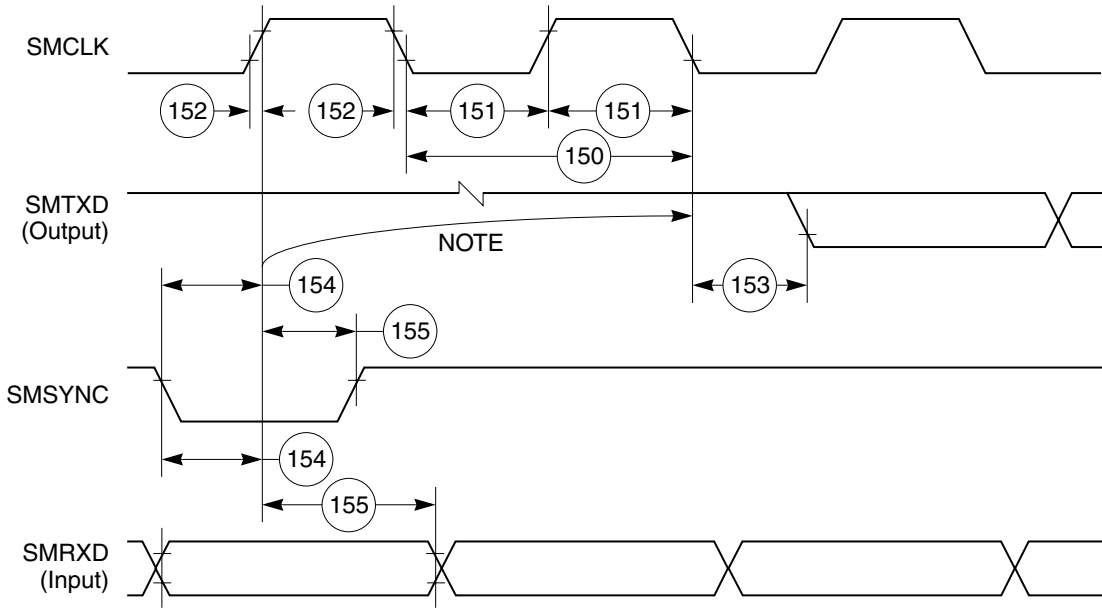 SMCLK
152
152
151
151
150
SMTXD
(Output)
NOTE
154
153
155
SMSYNC
154
155
SMRXD
(Input)